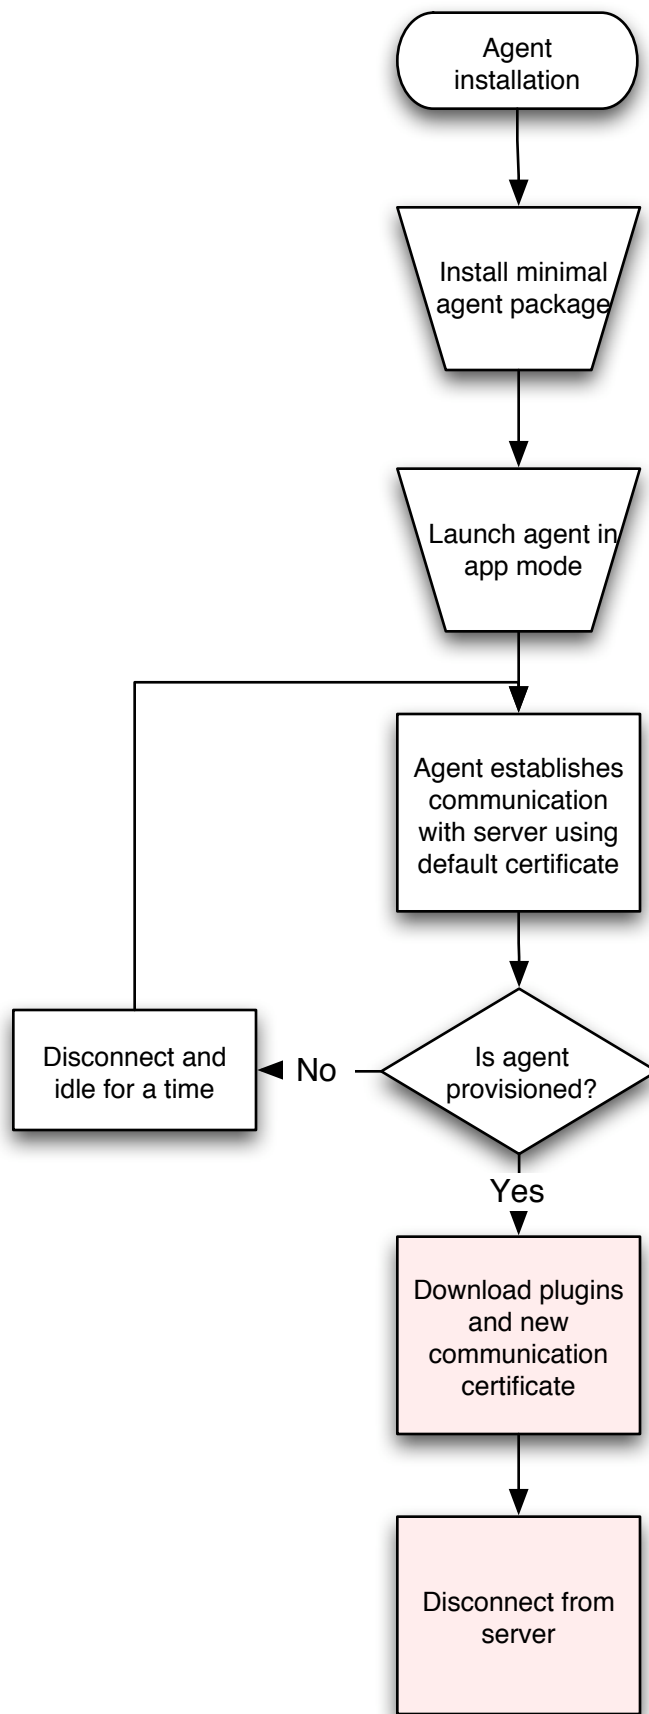 Agent
installation
Install minimal
agent package
Launch agent in
app mode
Agent establishes
communication
with server using
default certificate
Is agent
provisioned?
No
Disconnect and
idle for a time
Yes
Download plugins
and new
communication
certificate
Disconnect from
server